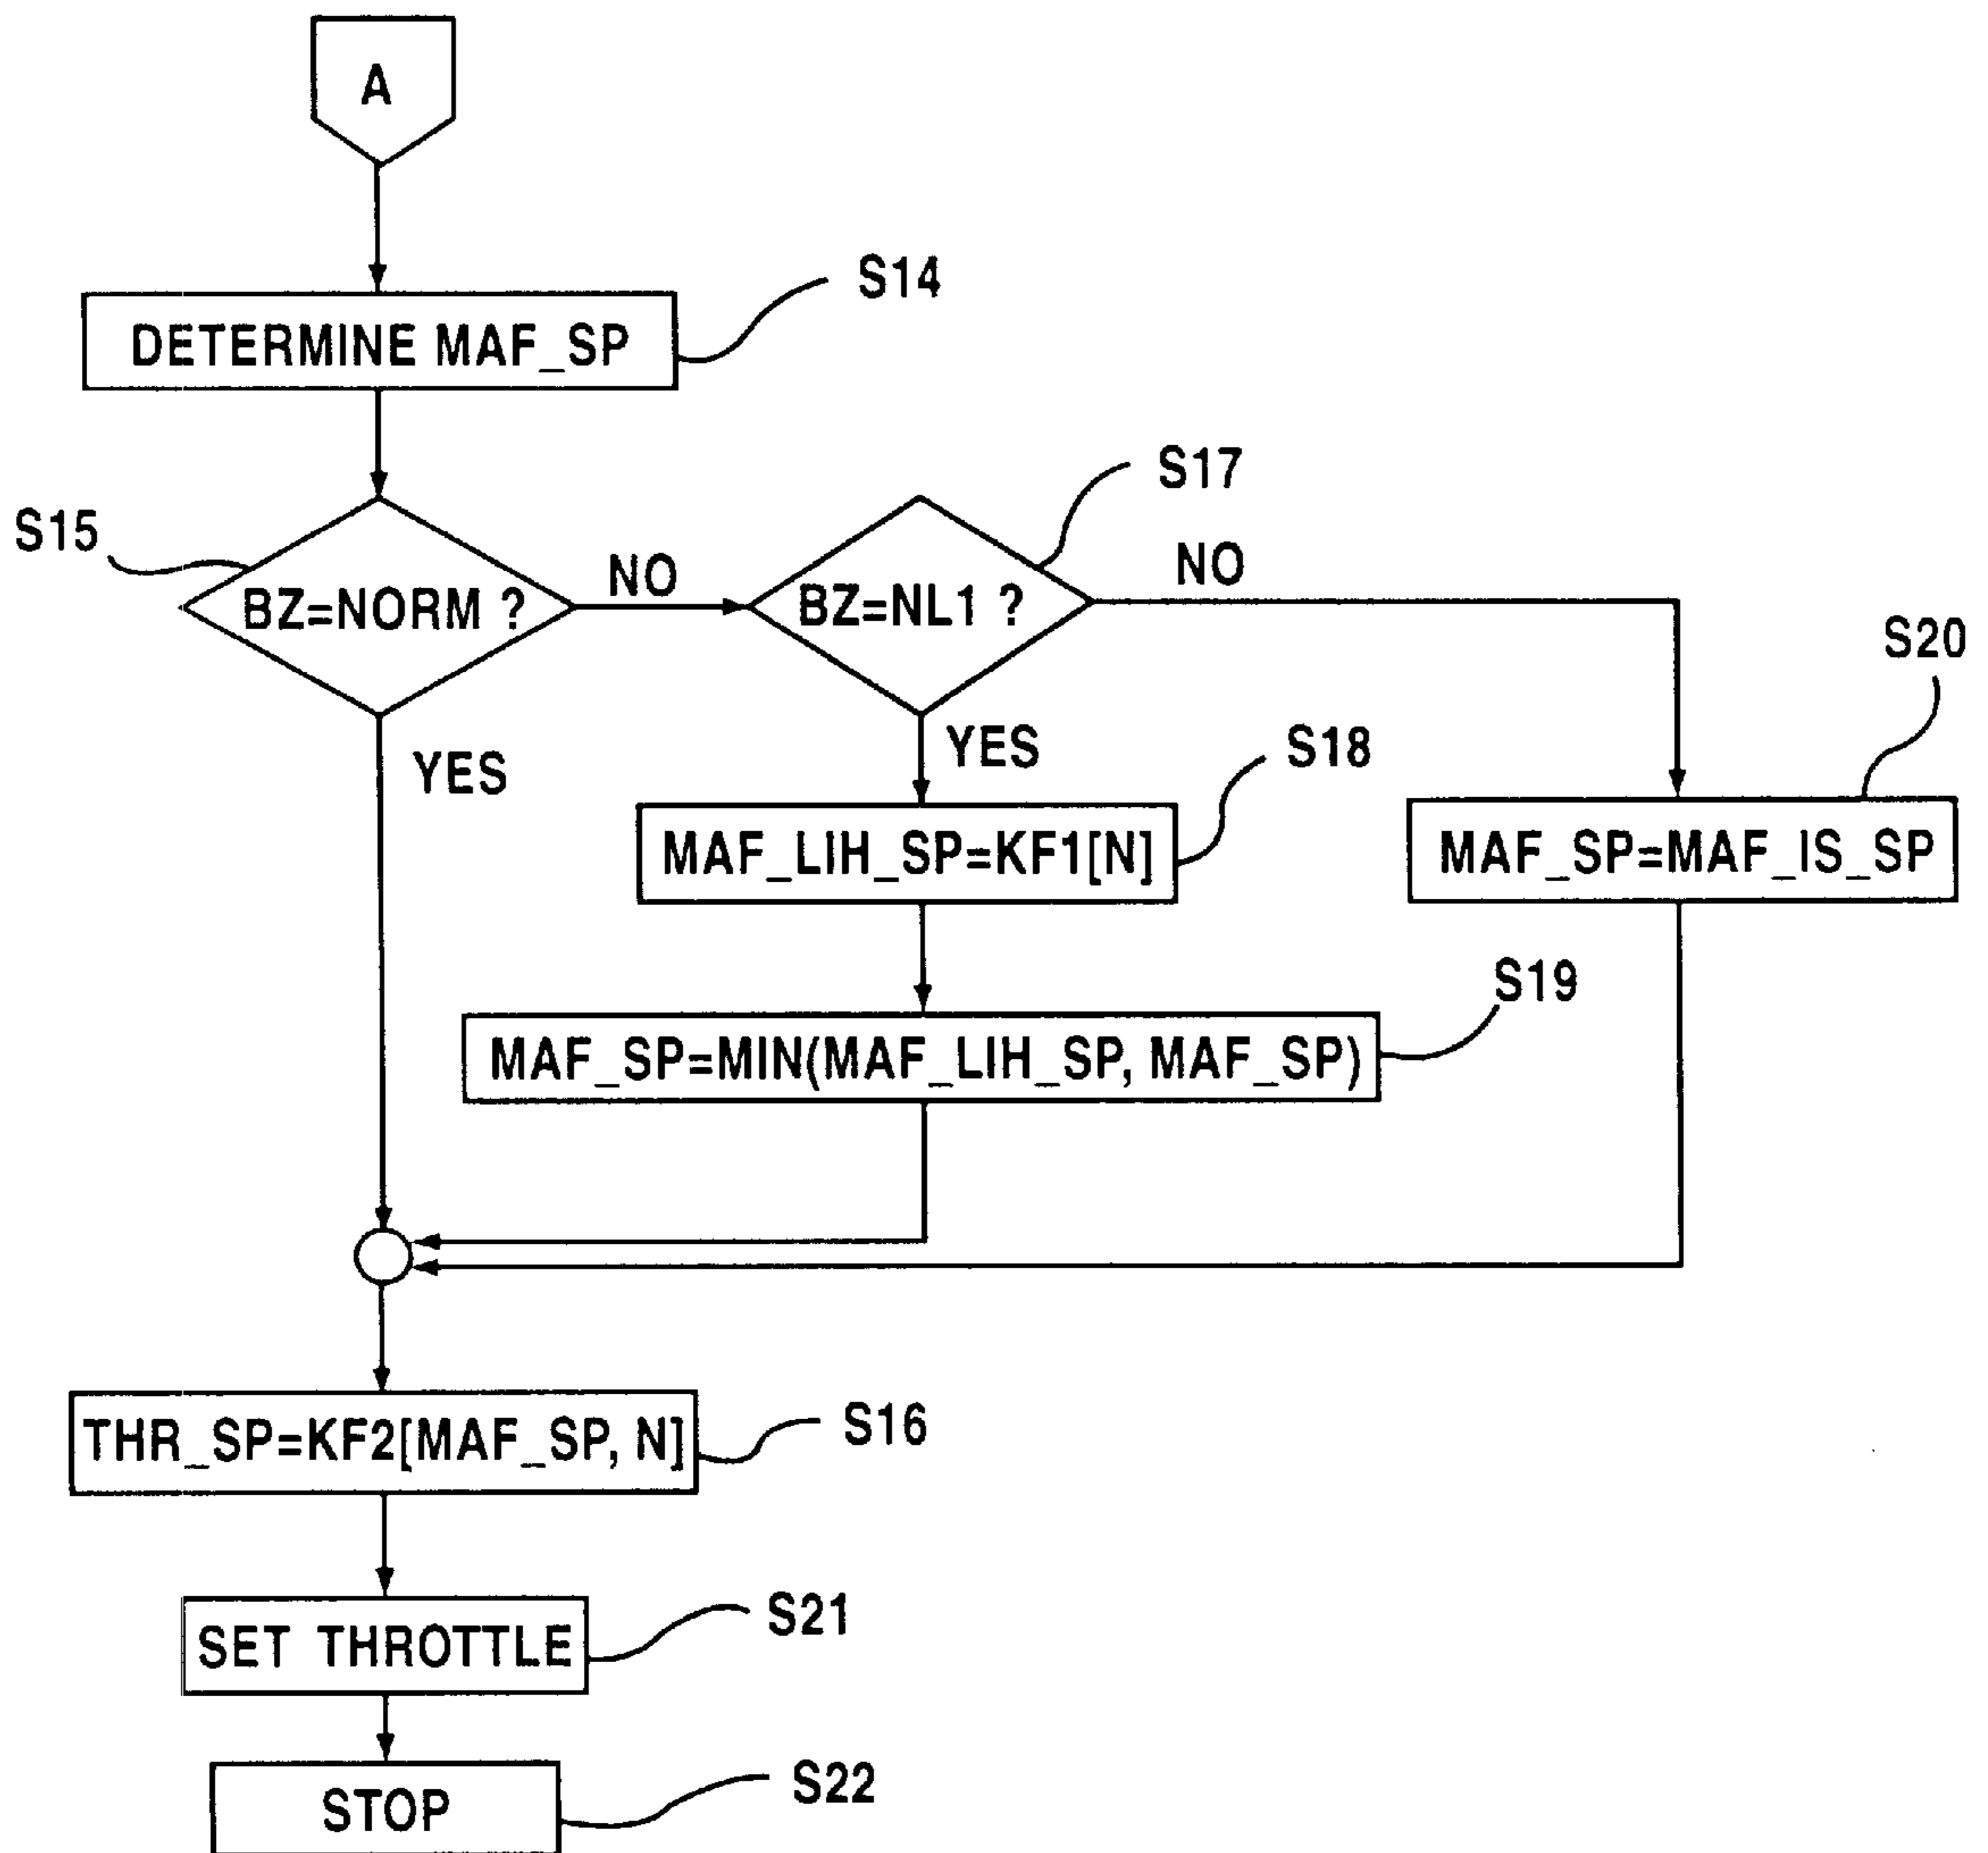 A
S14
DETERMINE MAF_SP
S15
BZ=NORM ?
NO
S17
BZ=NL1 ?
NO
S20
YES
YES
S18
MAF_LIH_SP=KF1[N]
MAF_SP=MAF_IS_SP
S19
MAF_SP=MIN(MAF_LIH_SP, MAF_SP)
THR_SP=KF2[MAF_SP, N]
S16
SET THROTTLE
S21
STOP
S22